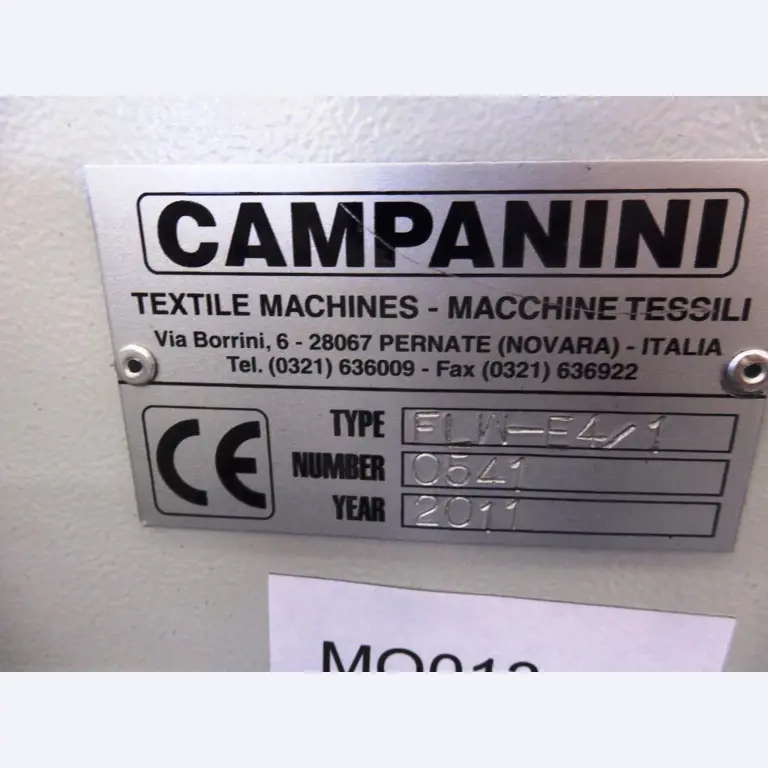 CAMPANINI
TEXTILE MACHINES - MACCHINE TESSILI
Via Borrini, 6 - 28067 PERNATE (NOVARA) - ITALIA
Tel. (0321) 636009 - Fax (0321) 636922
CE
TYPE FLW-E4/1
NUMBER 0541
YEAR 2011